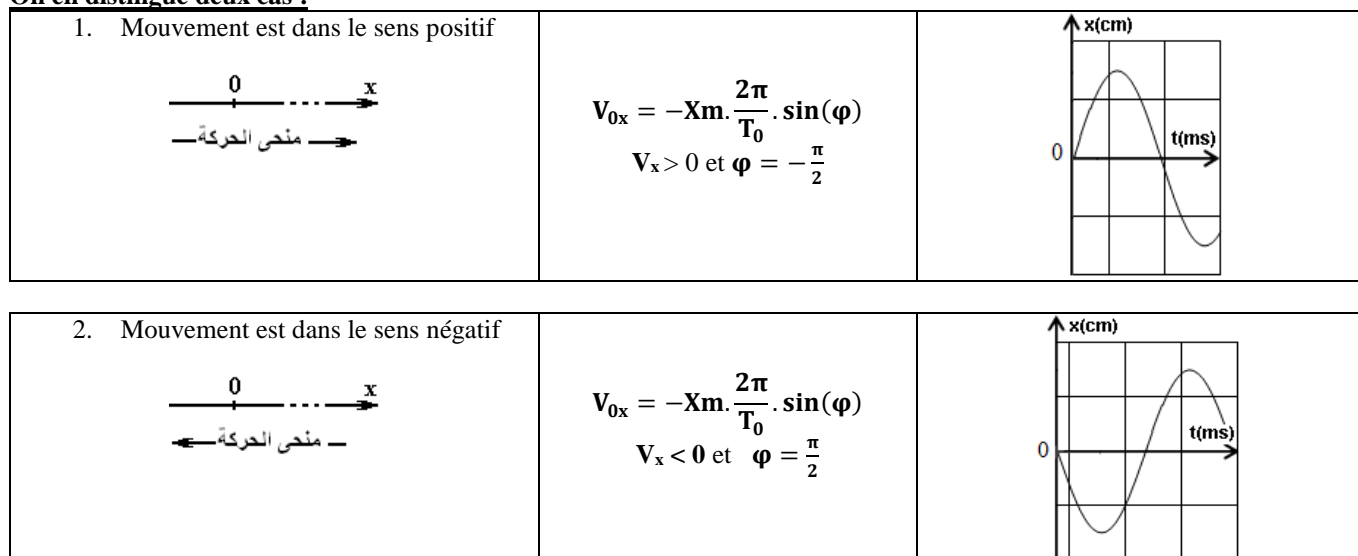 On en distingue deux cas :
1. Mouvement est dans le sens positif
0 x
منحى الحركة
V₀ₓ = −Xm. 2π/T₀ . sin(φ)
Vₓ > 0 et φ = − π/2
x(cm)
0
t(ms)
2. Mouvement est dans le sens négatif
0 x
منحى الحركة
V₀ₓ = −Xm. 2π/T₀ . sin(φ)
Vₓ < 0 et φ = π/2
x(cm)
0
t(ms)